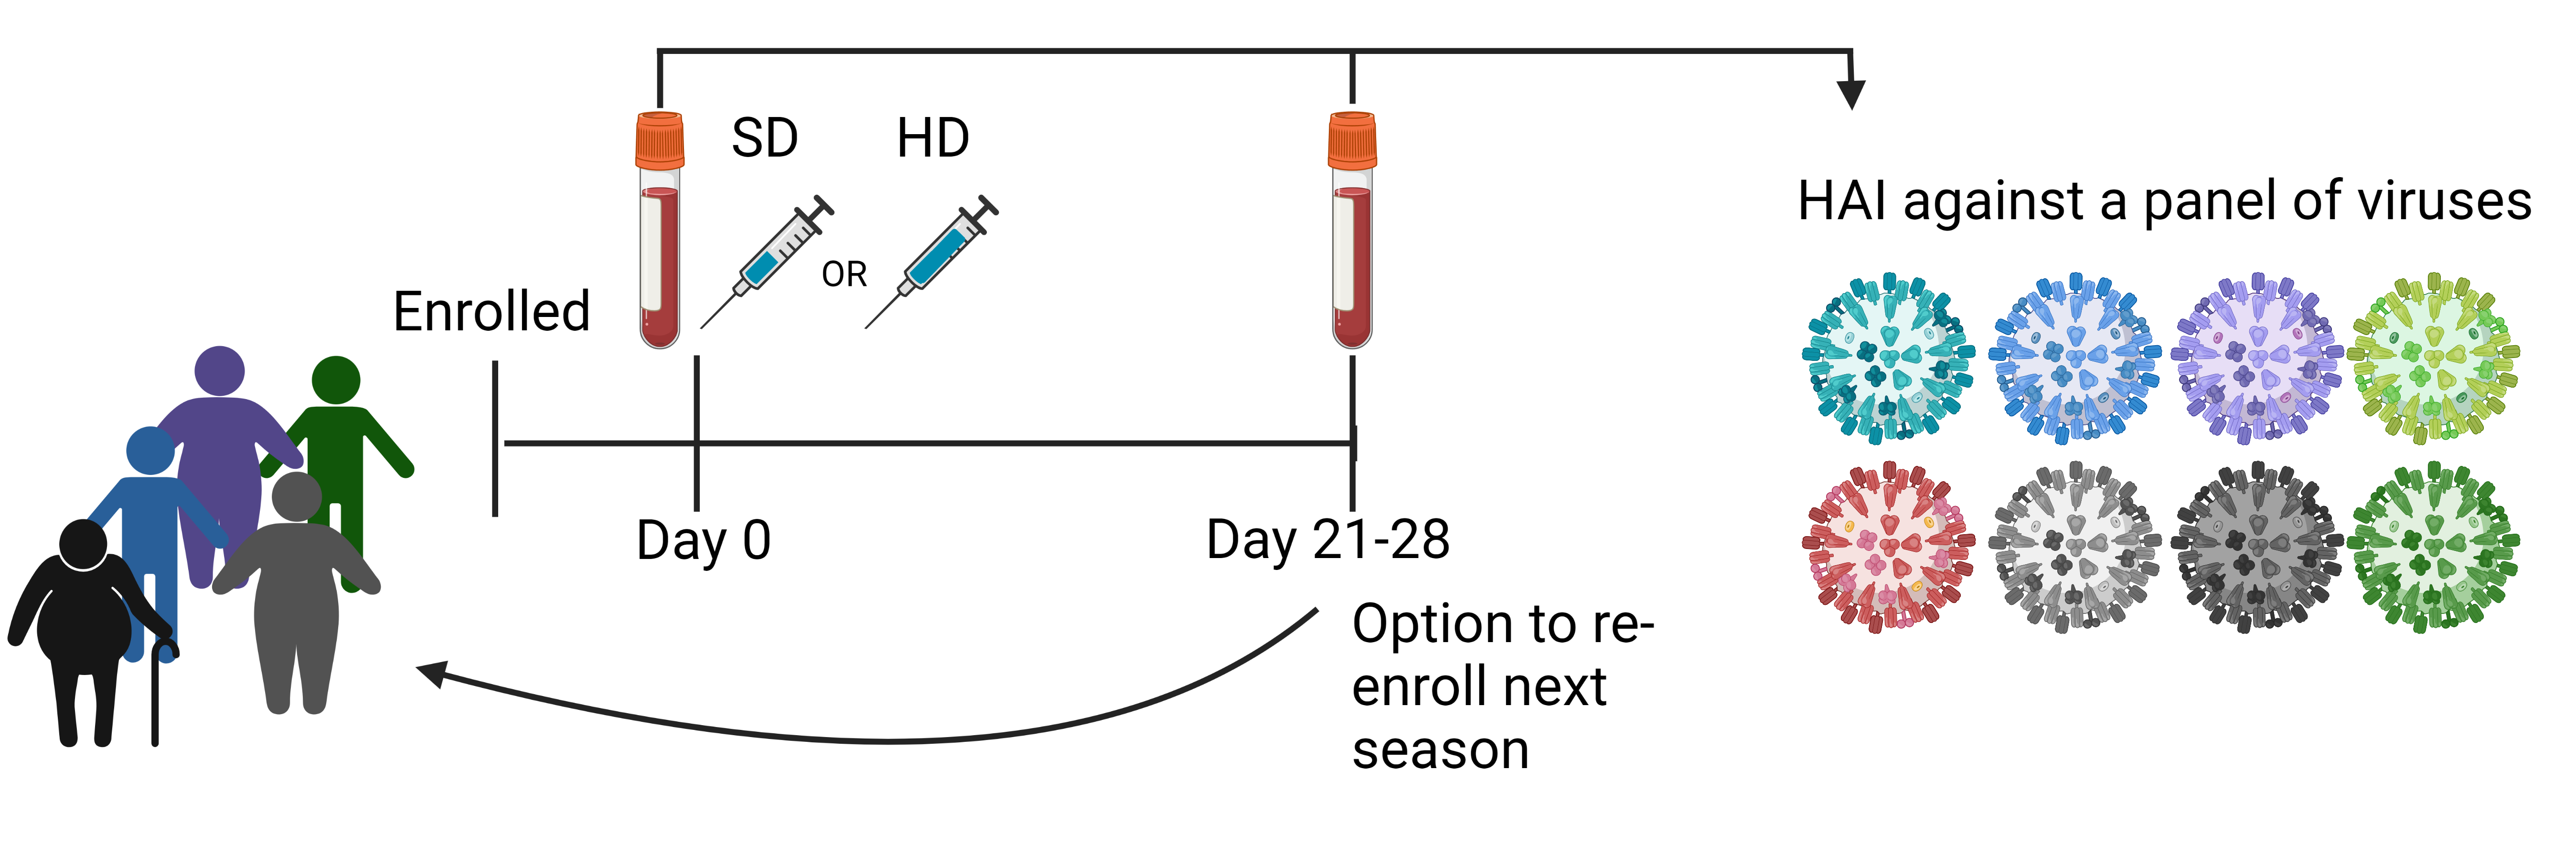 SD
HD
OR
Enrolled
HAI against a panel of viruses
Day 0
Day 21-28
Option to re-
enroll next
season